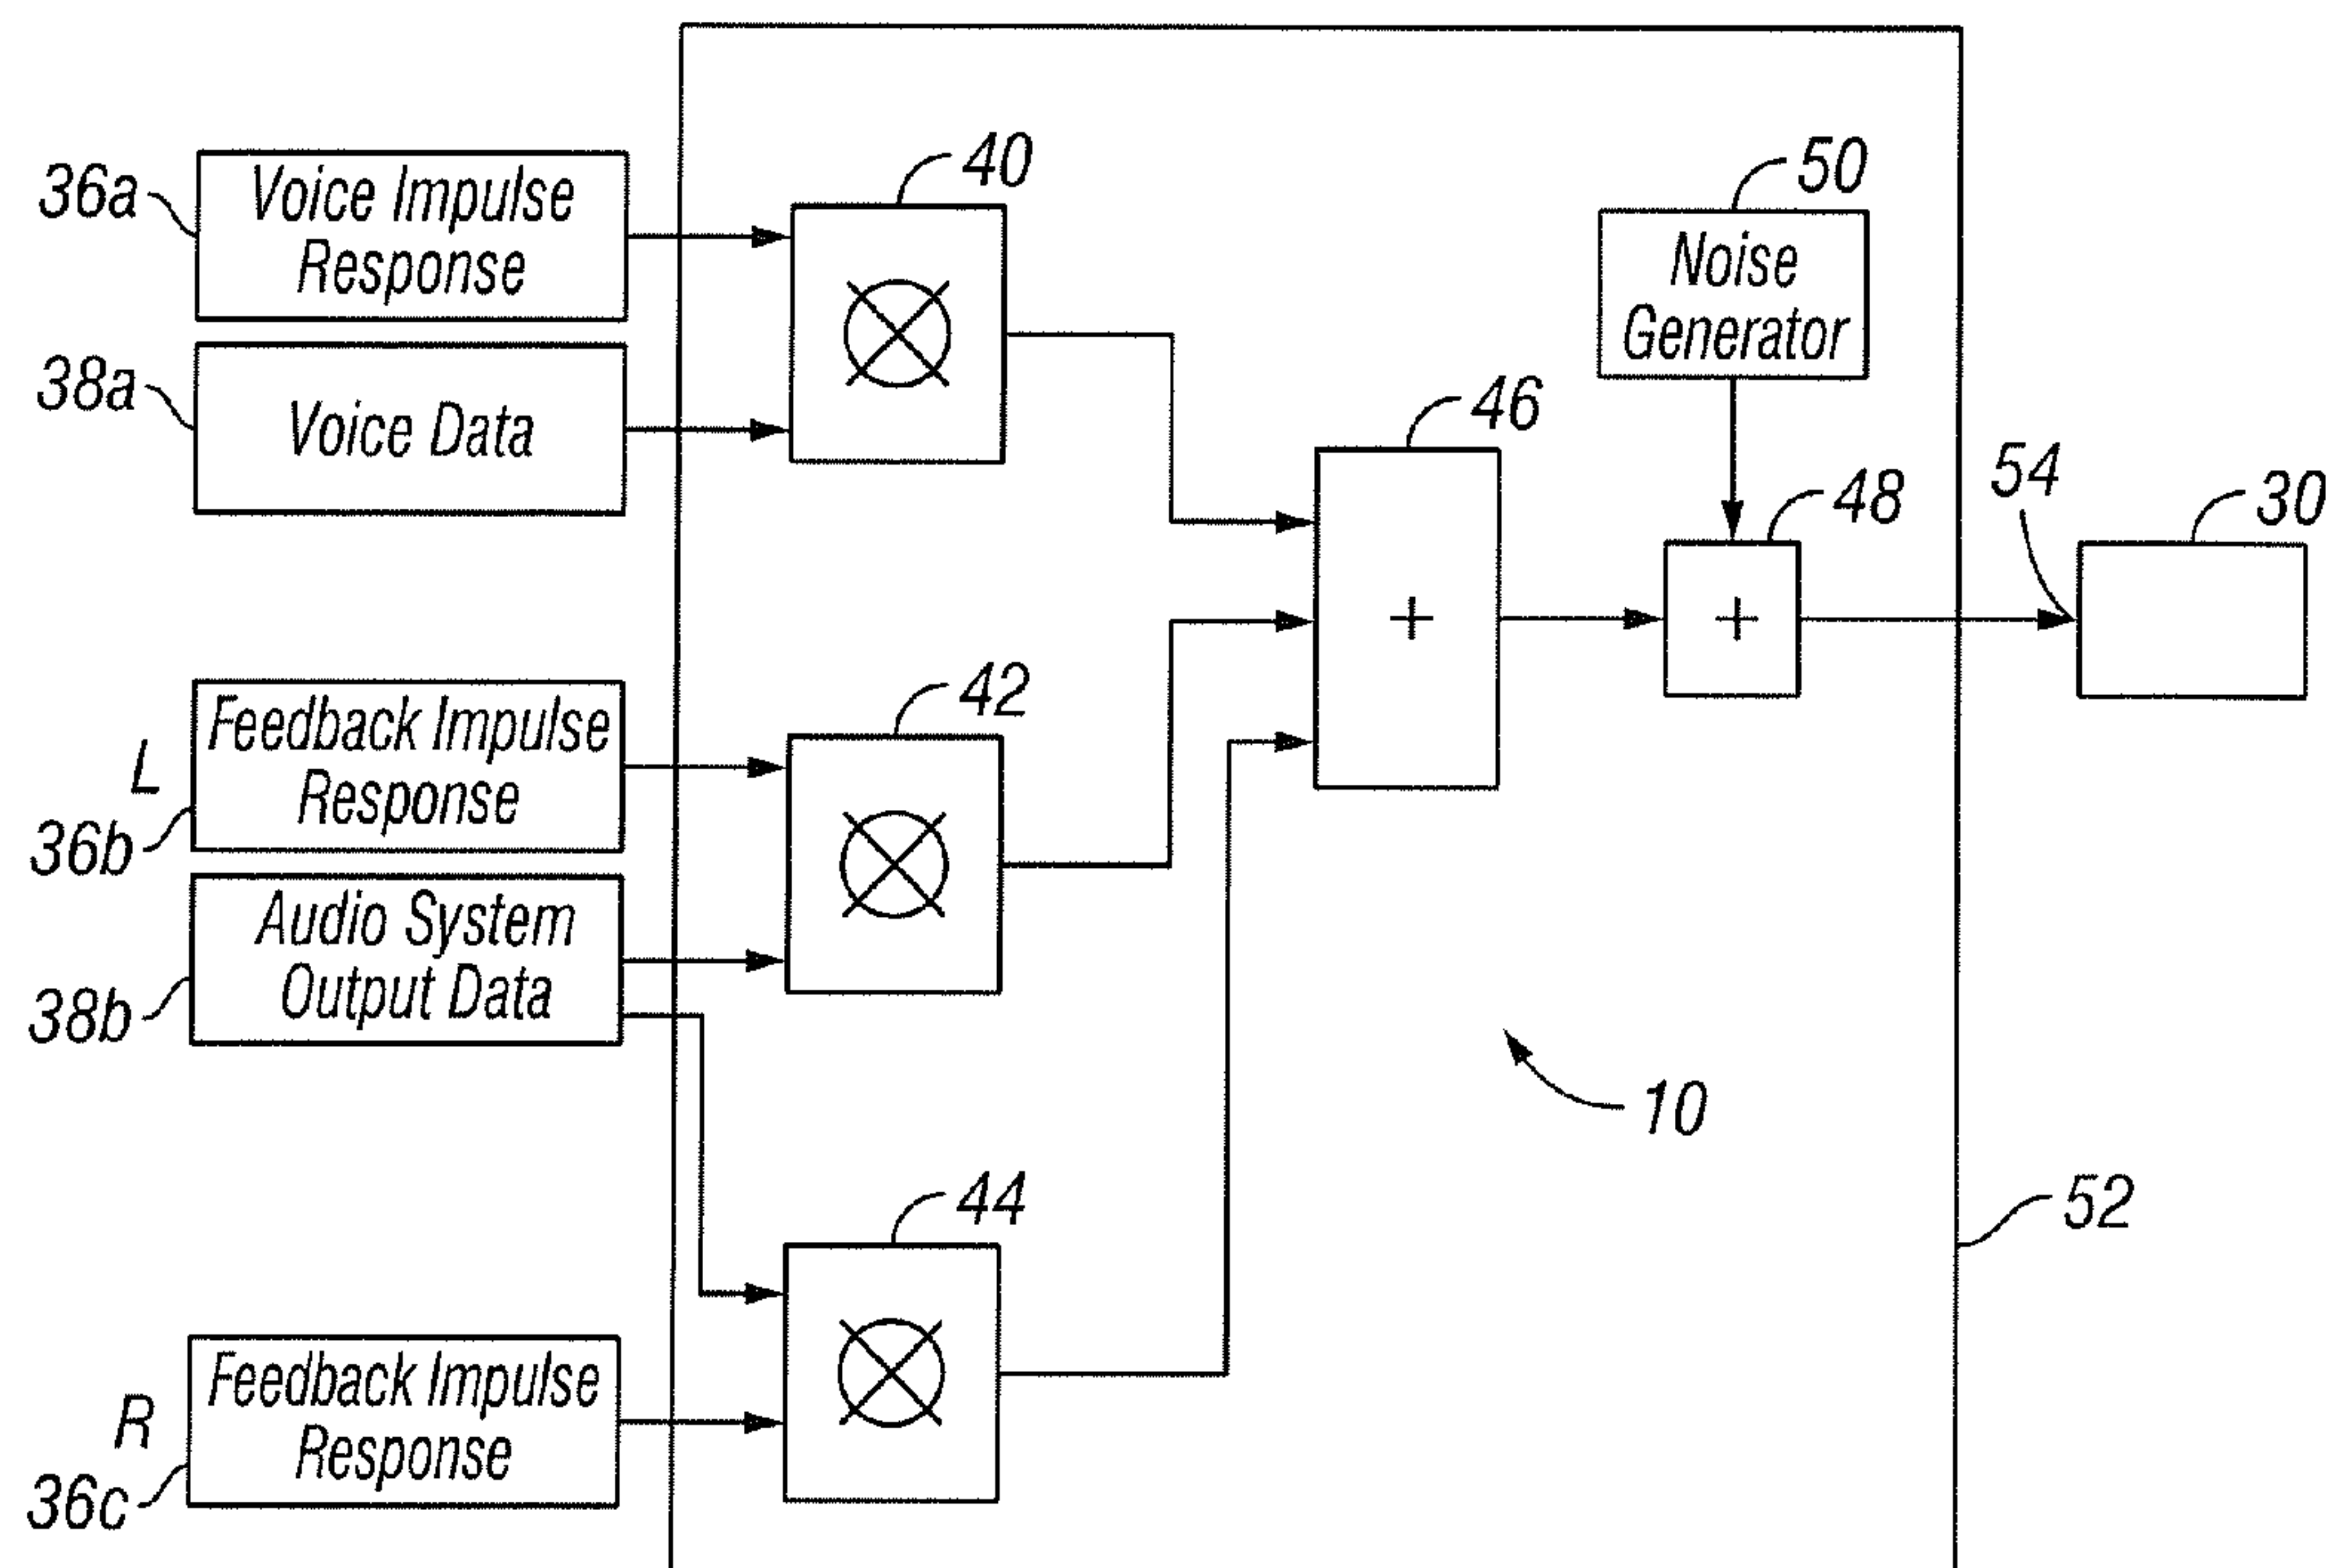 36a
Voice Impulse
Response
40
50
Noise
Generator
38a
Voice Data
46
+
48
+
54
30
L
36b
Feedback Impulse
Response
42
38b
Audio System
Output Data
10
44
52
R
36c
Feedback Impulse
Response